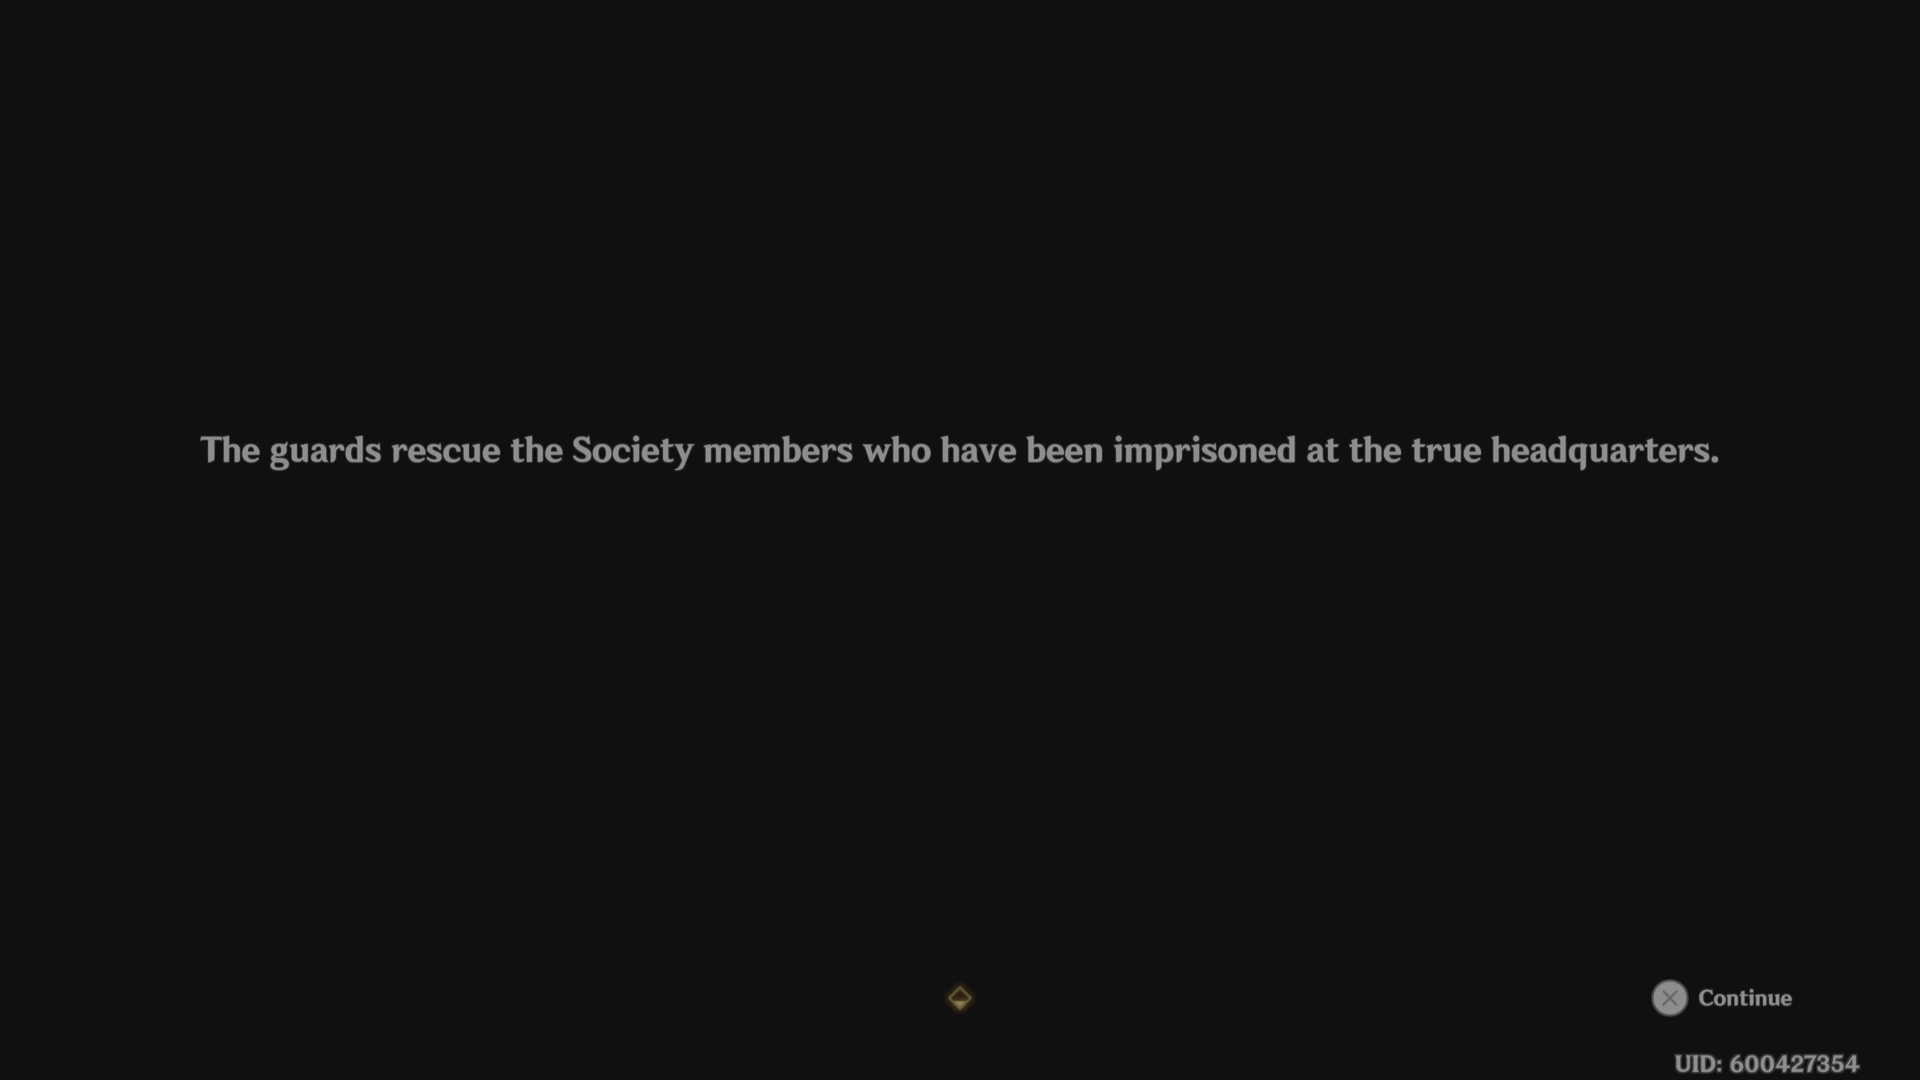 The guards rescue the Society members who have been imprisoned at the true headquarters.
Continue
UID: 600427354